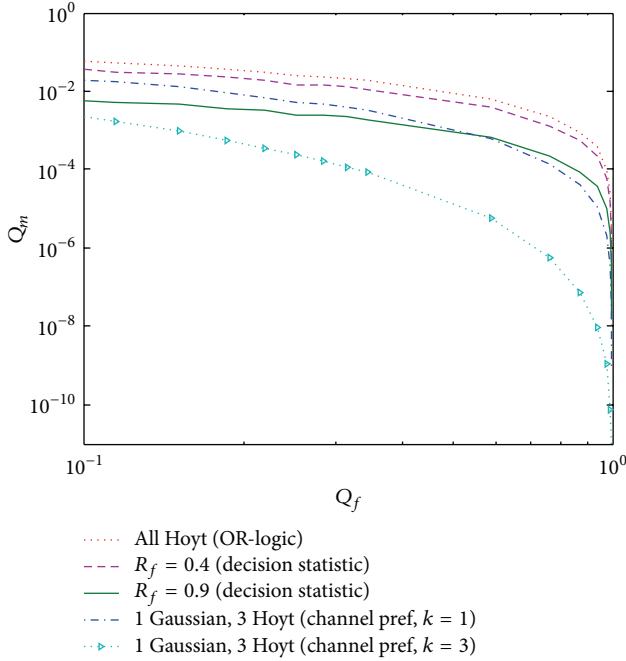 10^0
10^−2
10^−4
10^−6
10^−8
10^−10
Q_m
10^−1
10^0
Q_f
All Hoyt (OR-logic)
R_f = 0.4 (decision statistic)
R_f = 0.9 (decision statistic)
1 Gaussian, 3 Hoyt (channel pref, k = 1)
1 Gaussian, 3 Hoyt (channel pref, k = 3)